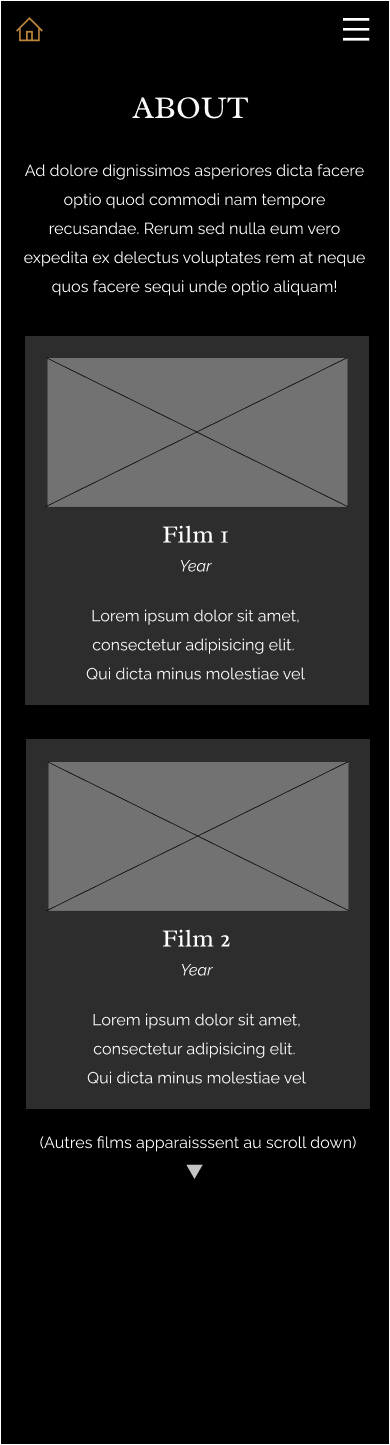 ABOUT
Ad dolore dignissimos asperiores dicta facere
optio quod commodi nam tempore
recusandae. Rerum sed nulla eum vero
expedita ex delectus voluptates rem at neque
quos facere sequi unde optio aliquam!
Film 1
Year
Lorem ipsum dolor sit amet,
consectetur adipisicing elit.
Qui dicta minus molestiae vel
Film 2
Year
Lorem ipsum dolor sit amet,
consectetur adipisicing elit.
Qui dicta minus molestiae vel
(Autres films apparaisssent au scroll down)